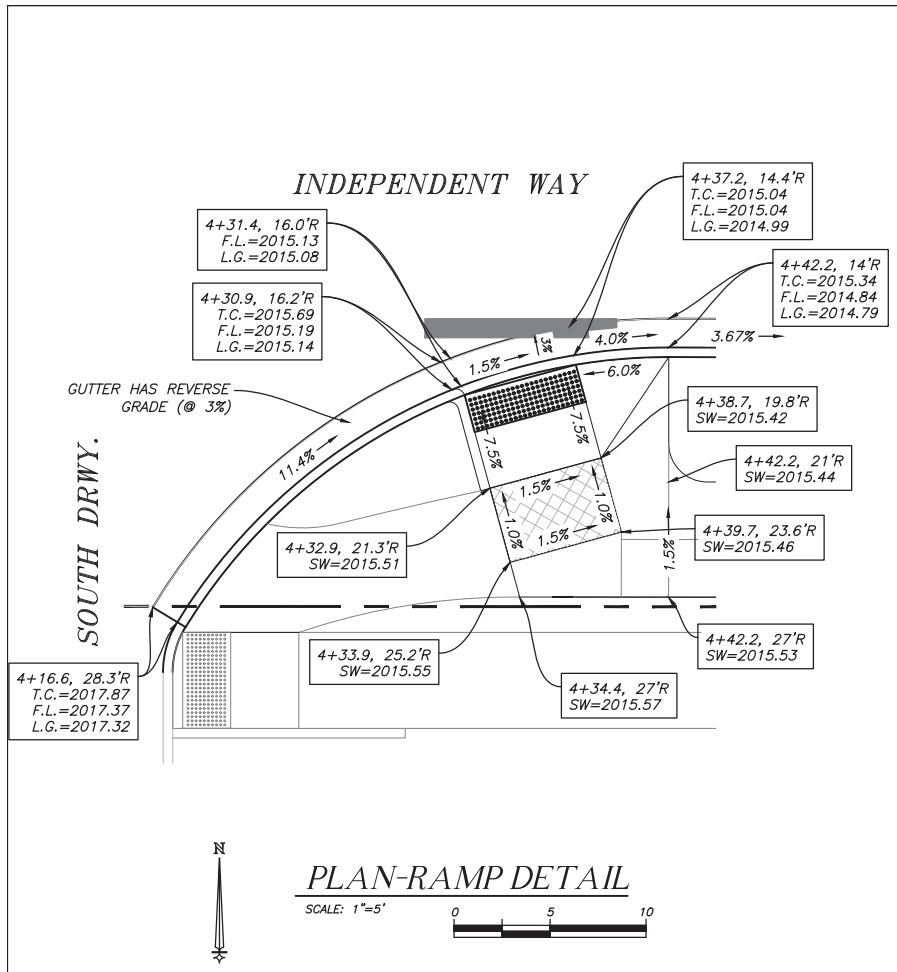 INDEPENDENT WAY
4+37.2, 14.4'R
T.C.=2015.04
F.L.=2015.04
L.G.=2014.99
4+31.4, 16.0'R
F.L.=2015.13
L.G.=2015.08
4+42.2, 14'R
T.C.=2015.34
F.L.=2014.84
L.G.=2014.79
4+30.9, 16.2'R
T.C.=2015.69
F.L.=2015.19
L.G.=2015.14
3%
4.0%
3.67%
1.5%
6.0%
GUTTER HAS REVERSE
GRADE (@ 3%)
4+38.7, 19.8'R
SW=2015.42
7.5%
7.5%
11.4%
4+42.2, 21'R
SW=2015.44
1.5%
1.0%
1.0%
1.5%
4+39.7, 23.6'R
SW=2015.46
1.5%
4+32.9, 21.3'R
SW=2015.51
SOUTH DRWY.
4+42.2, 27'R
SW=2015.53
4+33.9, 25.2'R
SW=2015.55
4+34.4, 27'R
SW=2015.57
4+16.6, 28.3'R
T.C.=2017.87
F.L.=2017.37
L.G.=2017.32
N
PLAN-RAMP DETAIL
SCALE: 1"=5'
0 5 10